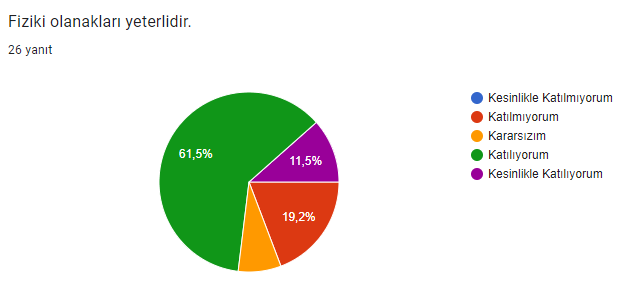 Fiziki olanakları yeterlidir.
26 yanıt
61,5%
11,5%
19,2%
Kesinlikle Katılmıyorum
Katılmıyorum
Kararsızım
Katılıyorum
Kesinlikle Katılıyorum